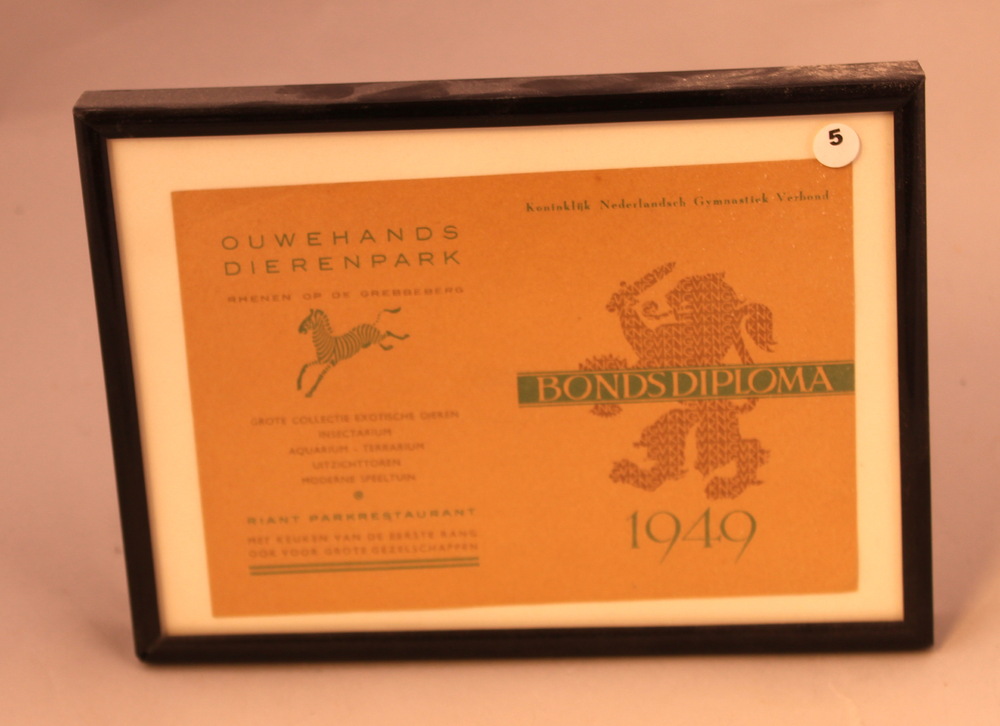 5
OUWEHANDS
DIERENPARK
RHENEN OP DE GREBBEBERG
GROTE COLLECTIE EXOTISCHE DIEREN
INSECTARIUM
AQUARIUM - TERRARIUM
UITZICHTTOREN
MODERNE SPEELTUIN
RIANT PARKRESTAURANT
MET KEUKEN VAN DE EERSTE RANG
OOK VOOR GROTE GEZELSCHAPPEN
Koninklijk Nederlandsch Gymnastiek Verbond
BONDSDIPLOMA
1949